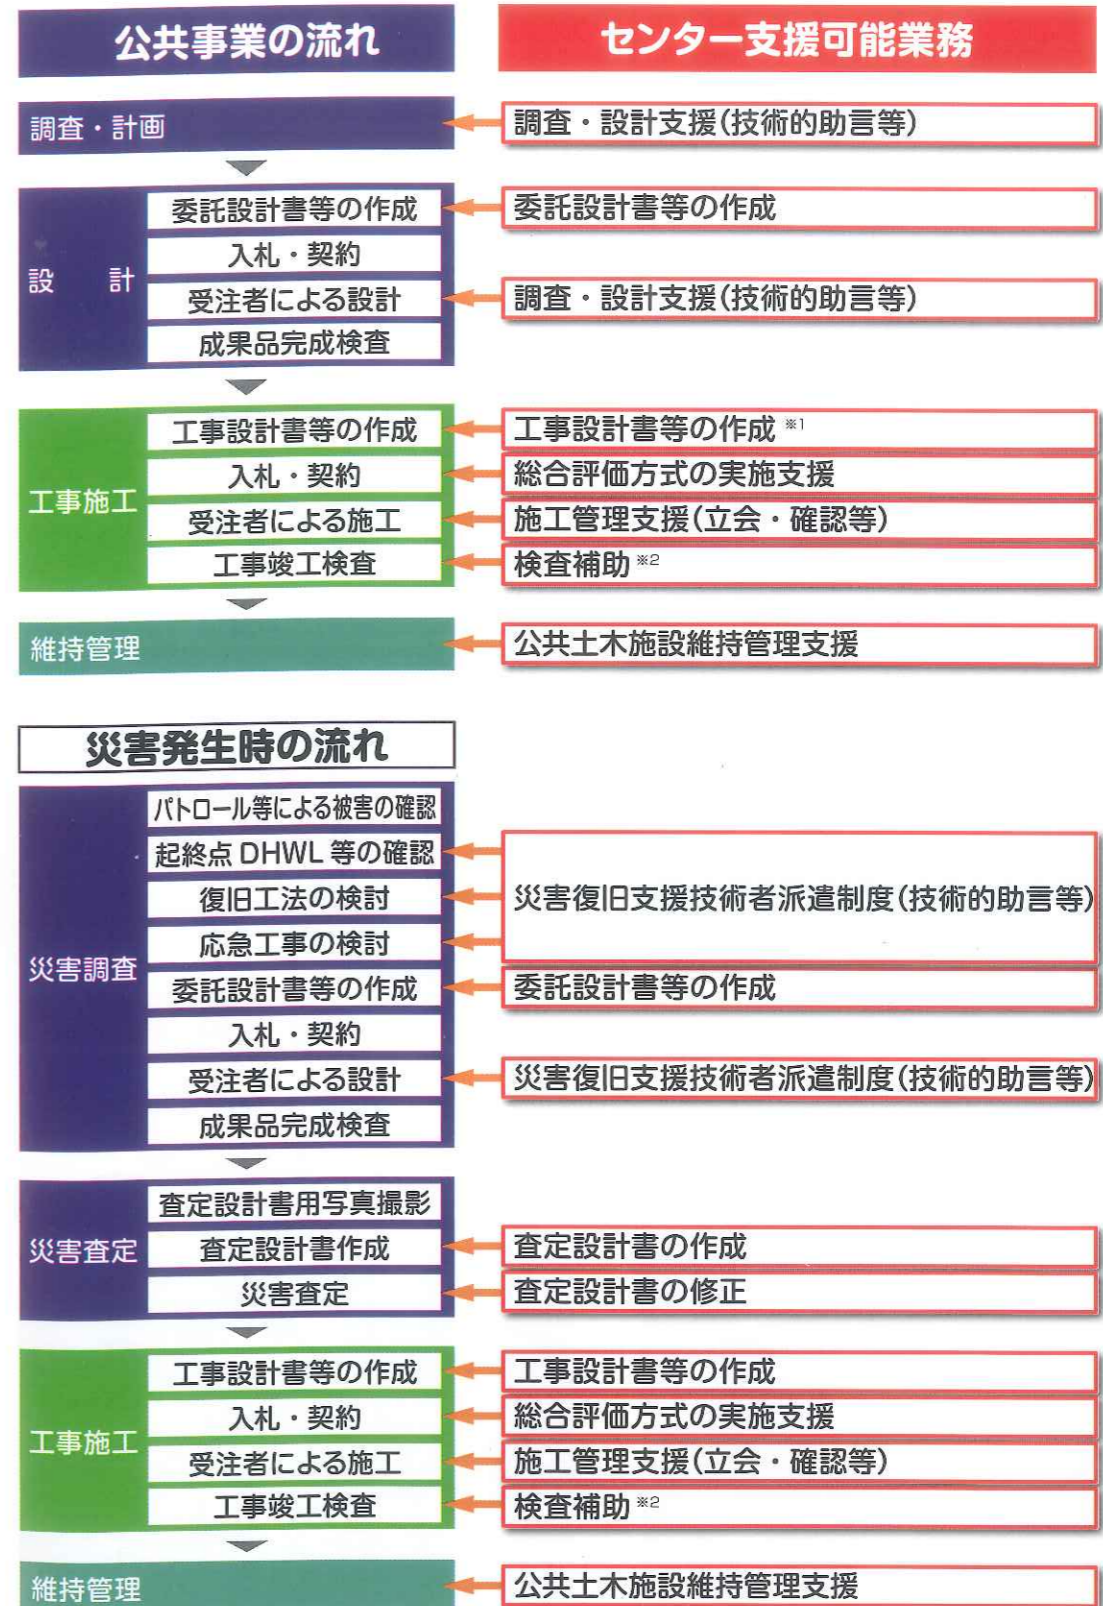 公共事業の流れ
センター支援可能業務
調査・計画
調査・設計支援(技術的助言等)
設 計
委託設計書等の作成
委託設計書等の作成
入札・契約
受注者による設計
調査・設計支援(技術的助言等)
成果品完成検査
工事施工
工事設計書等の作成
工事設計書等の作成 ※1
入札・契約
総合評価方式の実施支援
受注者による施工
施工管理支援(立会・確認等)
工事竣工検査
検査補助 ※2
維持管理
公共土木施設維持管理支援
災害発生時の流れ
災害調査
パトロール等による被害の確認
起終点 DHWL 等の確認
復旧工法の検討
応急工事の検討
災害復旧支援技術者派遣制度(技術的助言等)
委託設計書等の作成
委託設計書等の作成
入札・契約
受注者による設計
災害復旧支援技術者派遣制度(技術的助言等)
成果品完成検査
災害査定
査定設計書用写真撮影
査定設計書作成
査定設計書の作成
災害査定
査定設計書の修正
工事施工
工事設計書等の作成
工事設計書等の作成
入札・契約
総合評価方式の実施支援
受注者による施工
施工管理支援(立会・確認等)
工事竣工検査
検査補助 ※2
維持管理
公共土木施設維持管理支援